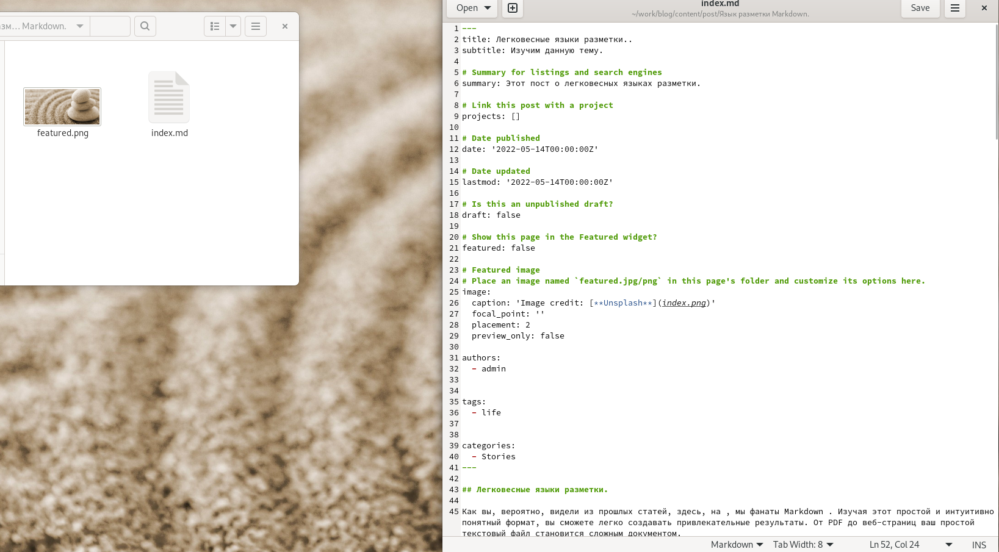 зм... Markdown.
featured.png
index.md
Open
index.md
~/work/blog/content/post/Язык разметки Markdown.
Save
1 ---
2 title: Легковесные языки разметки..
3 subtitle: Изучим данную тему.
4
5 # Summary for listings and search engines
6 summary: Этот пост о легковесных языках разметки.
7
8 # Link this post with a project
9 projects: []
10
11 # Date published
12 date: '2022-05-14T00:00:00Z'
13
14 # Date updated
15 lastmod: '2022-05-14T00:00:00Z'
16
17 # Is this an unpublished draft?
18 draft: false
19
20 # Show this page in the Featured widget?
21 featured: false
22
23 # Featured image
24 # Place an image named `featured.jpg/png` in this page's folder and customize its options here.
25 image:
26   caption: 'Image credit: [**Unsplash**](index.png)'
27   focal_point: ''
28   placement: 2
29   preview_only: false
30
31 authors:
32   - admin
33
34
35 tags:
36   - life
37
38
39 categories:
40   - Stories
41 ---
42
43 ## Легковесные языки разметки.
44
45 Как вы, вероятно, видели из прошлых статей, здесь, на , мы фанаты Markdown . Изучая этот простой и интуитивно
понятный формат, вы сможете легко создавать привлекательные результаты. От PDF до веб-страниц ваш простой
текстовый файл становится сложным документом.
Markdown
Tab Width: 8
Ln 52, Col 24
INS